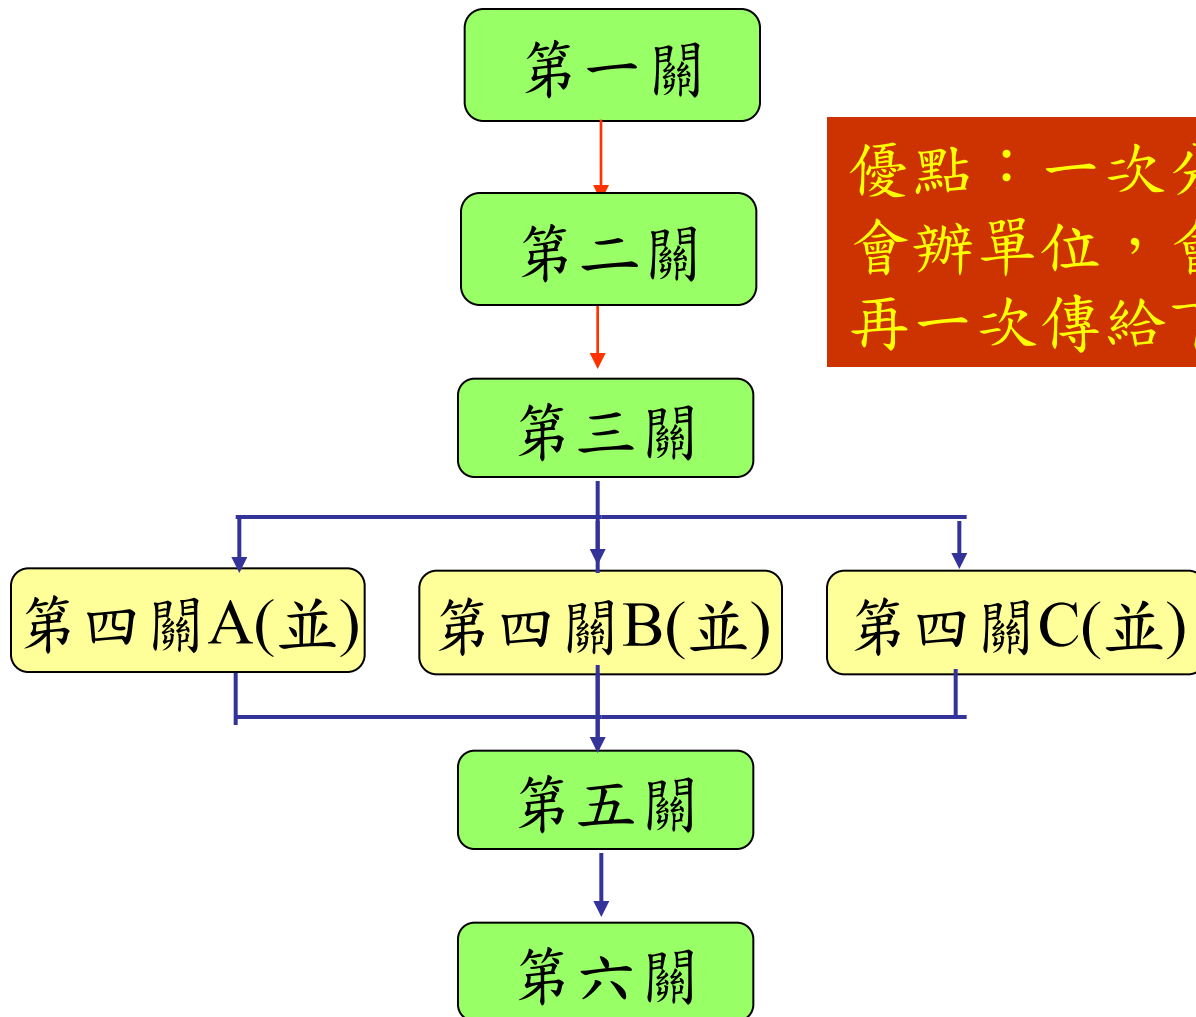 第一關
優點：一次
會辦單位，會
再一次傳給
第二關
第三關
第四關A(並)
第四關B(並)
第四關C(並)
第五關
第六關